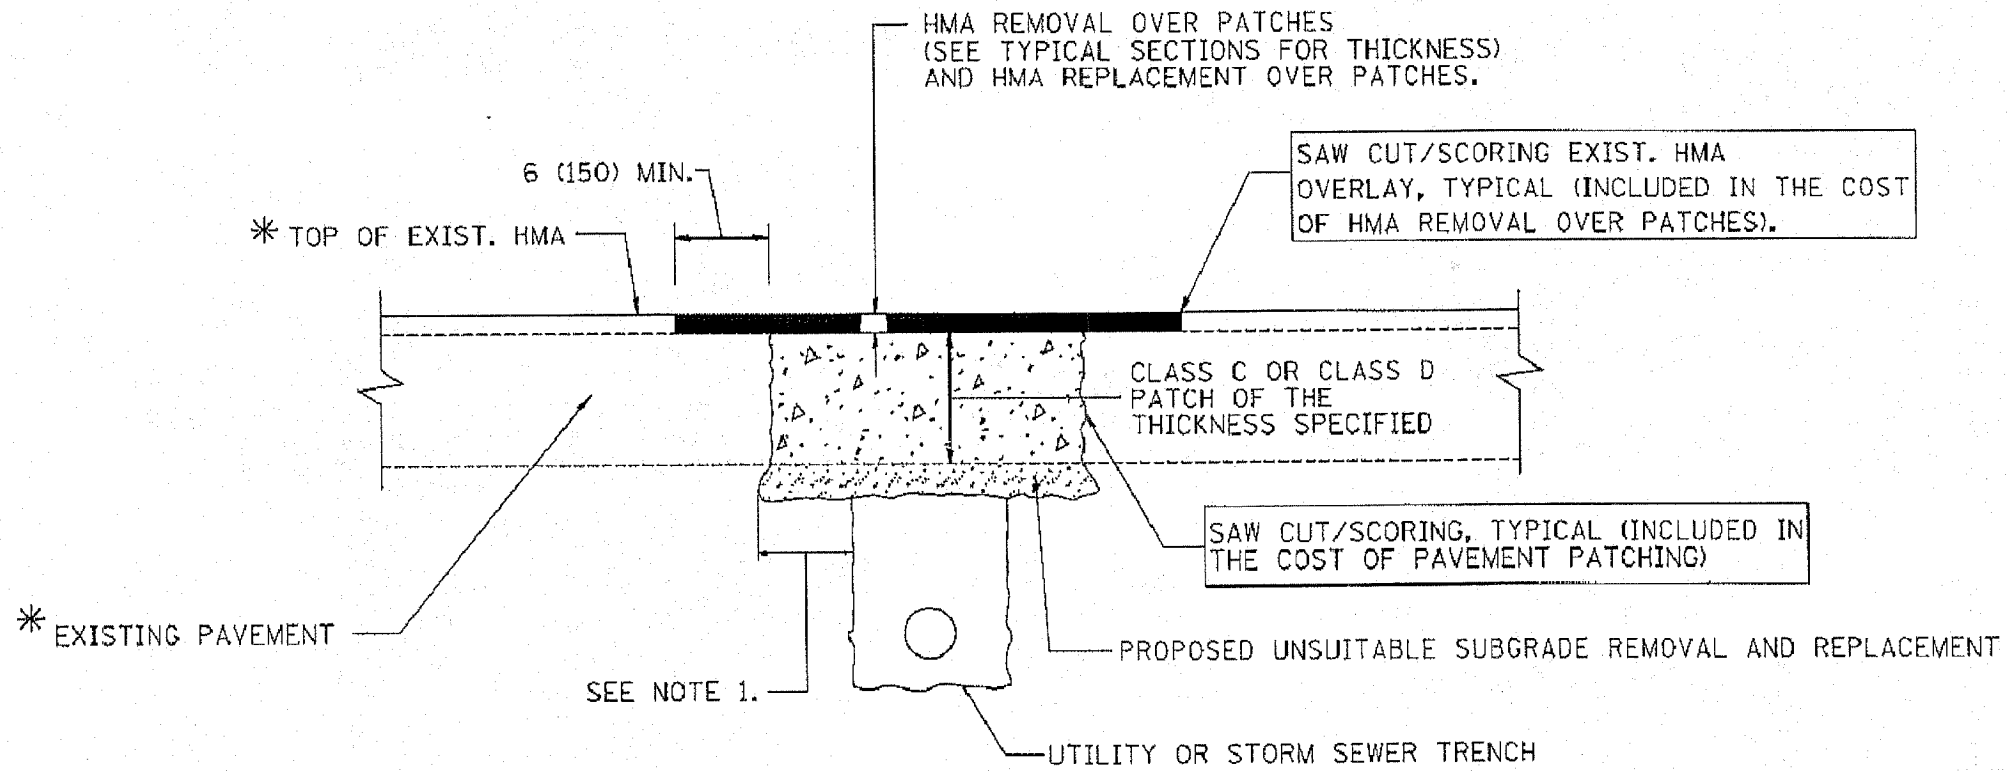 HMA REMOVAL OVER PATCHES
(SEE TYPICAL SECTIONS FOR THICKNESS)
AND HMA REPLACEMENT OVER PATCHES.
SAW CUT/SCORING EXIST. HMA
OVERLAY, TYPICAL (INCLUDED IN THE COST
OF HMA REMOVAL OVER PATCHES).
6 (150) MIN.
* TOP OF EXIST. HMA
CLASS C OR CLASS D
PATCH OF THE
THICKNESS SPECIFIED
SAW CUT/SCORING, TYPICAL (INCLUDED IN
THE COST OF PAVEMENT PATCHING)
* EXISTING PAVEMENT
PROPOSED UNSUITABLE SUBGRADE REMOVAL AND REPLACEMENT
SEE NOTE 1.
UTILITY OR STORM SEWER TRENCH